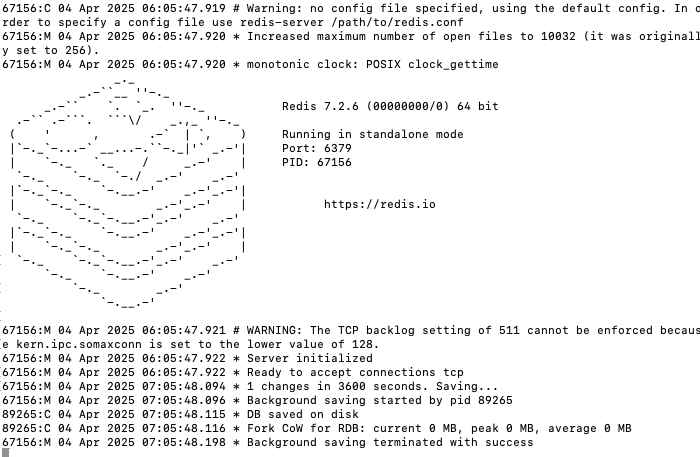 67156:C 04 Apr 2025 06:05:47.919 # Warning: no config file specified, using the default config. In o
rder to specify a config file use redis-server /path/to/redis.conf
67156:M 04 Apr 2025 06:05:47.920 * Increased maximum number of open files to 10032 (it was originall
y set to 256).
67156:M 04 Apr 2025 06:05:47.920 * monotonic clock: POSIX clock_gettime
Redis 7.2.6 (00000000/0) 64 bit
Running in standalone mode
Port: 6379
PID: 67156
https://redis.io
67156:M 04 Apr 2025 06:05:47.921 # WARNING: The TCP backlog setting of 511 cannot be enforced becaus
e kern.ipc.somaxconn is set to the lower value of 128.
67156:M 04 Apr 2025 06:05:47.922 * Server initialized
67156:M 04 Apr 2025 06:05:47.922 * Ready to accept connections tcp
67156:M 04 Apr 2025 07:05:48.094 * 1 changes in 3600 seconds. Saving...
67156:M 04 Apr 2025 07:05:48.096 * Background saving started by pid 89265
89265:C 04 Apr 2025 07:05:48.115 * DB saved on disk
89265:C 04 Apr 2025 07:05:48.116 * Fork CoW for RDB: current 0 MB, peak 0 MB, average 0 MB
67156:M 04 Apr 2025 07:05:48.198 * Background saving terminated with success